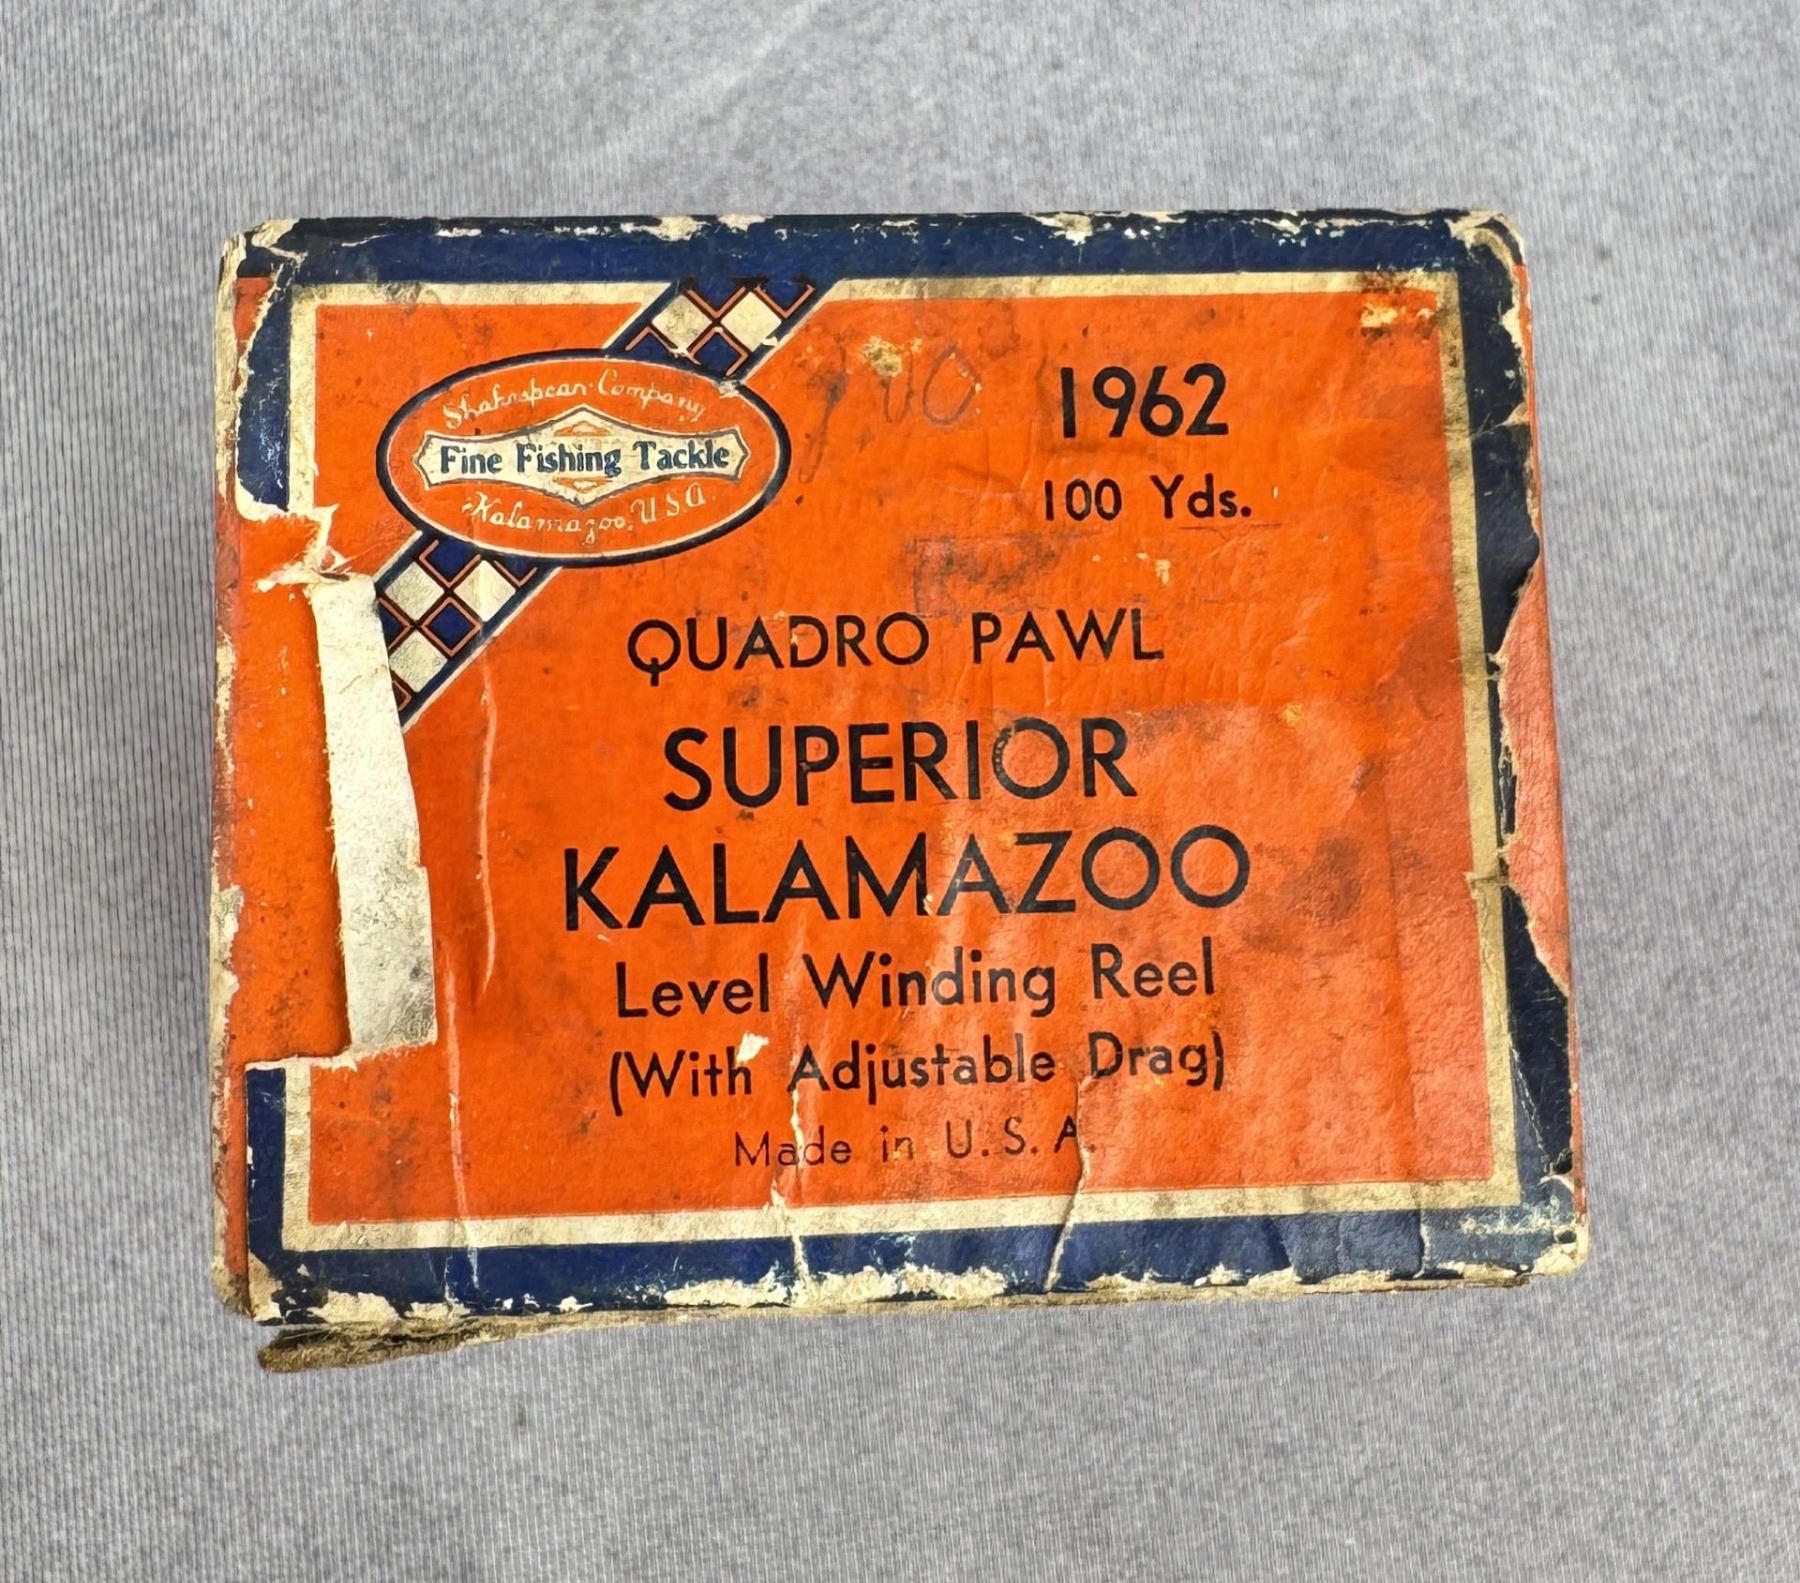 Shakespeare Company
Fine Fishing Tackle
Kalamazoo, U.S.A.
1962
100 Yds.
QUADRO PAWL
SUPERIOR
KALAMAZOO
Level Winding Reel
(With Adjustable Drag)
Made in U.S.A.